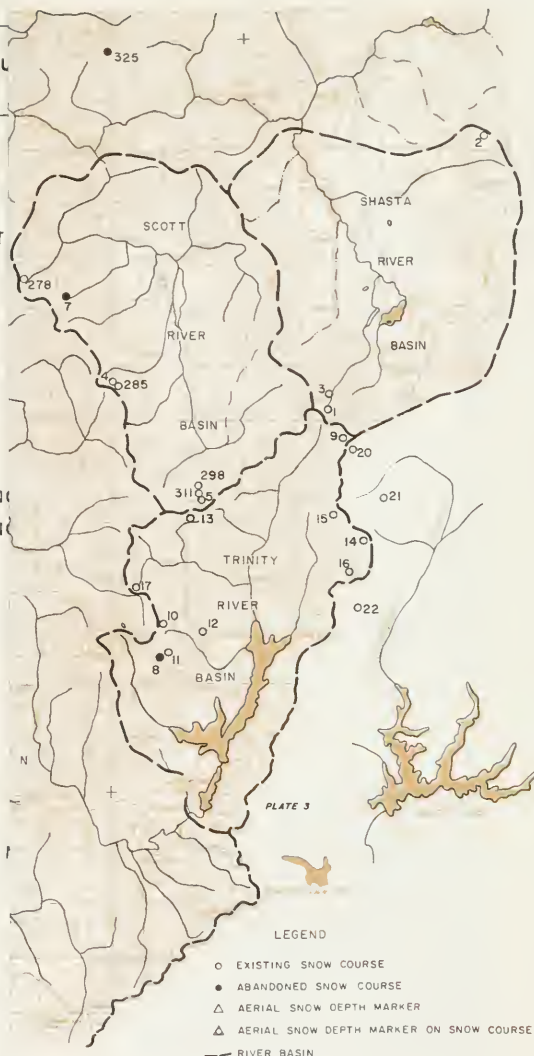 325
2
SCOTT
SHASTA
278
7
RIVER
RIVER
4
285
BASIN
3
1
BASIN
9
20
298
311
5
21
13
15
TRINITY
14
16
17
RIVER
22
10
12
11
8
BASIN
N
PLATE 3
LEGEND
EXISTING SNOW COURSE
ABANDONED SNOW COURSE
AERIAL SNOW DEPTH MARKER
AERIAL SNOW DEPTH MARKER ON SNOW COURSE
RIVER BASIN